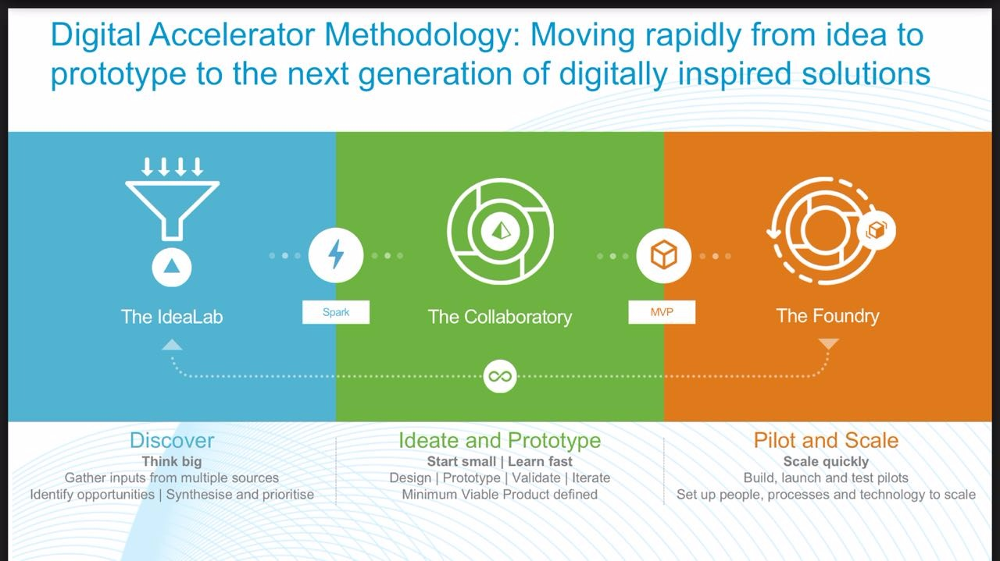 Digital Accelerator Methodology: Moving rapidly from idea to
prototype to the next generation of digitally inspired solutions
The IdeaLab
Spark
The Collaboratory
MVP
The Foundry
Discover
Think big
Gather inputs from multiple sources
Identify opportunities | Synthesise and prioritise
Ideate and Prototype
Start small | Learn fast
Design | Prototype | Validate | Iterate
Minimum Viable Product defined
Pilot and Scale
Scale quickly
Build, launch and test pilots
Set up people, processes and technology to scale